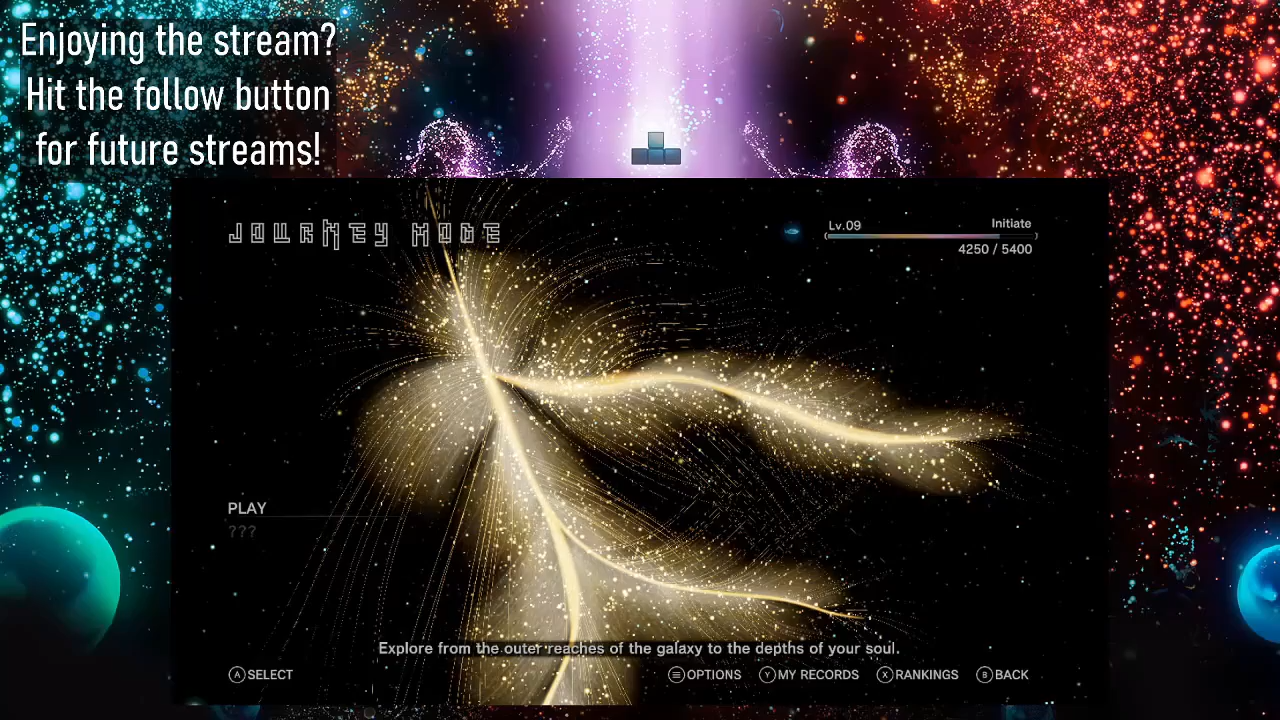 Enjoying the stream?
Hit the follow button
for future streams!
JOURNEY MODE
Lv.09 Initiate
4250 / 5400
PLAY
???
Explore from the outer reaches of the galaxy to the depths of your soul.
A SELECT OPTIONS Y MY RECORDS X RANKINGS B BACK